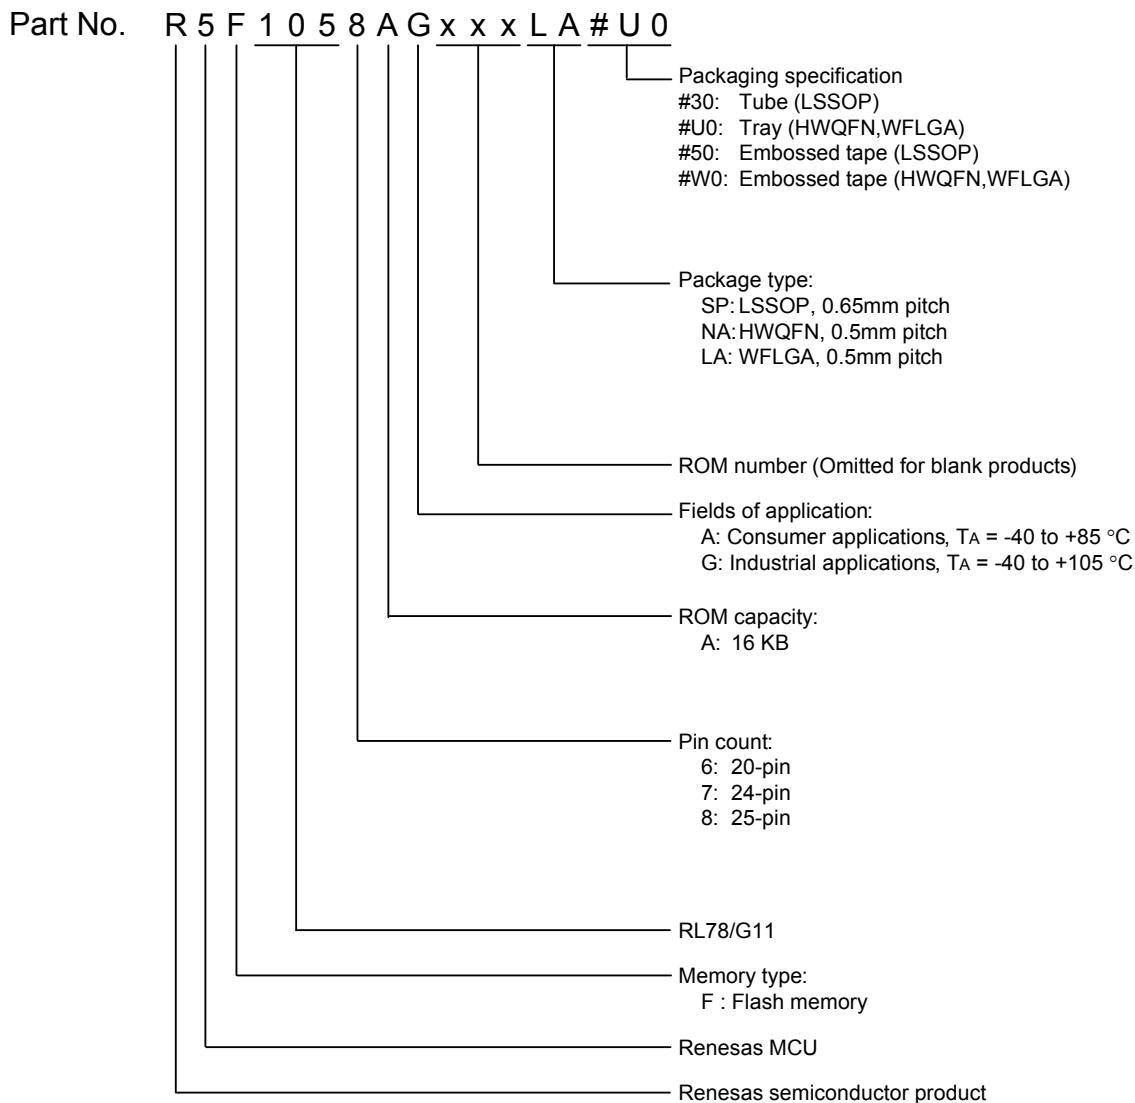 Part No. R 5 F 1 0 5 8 A G x x x L A # U 0
Packaging specification
#30: Tube (LSSOP)
#U0: Tray (HWQFN,WFLGA)
#50: Embossed tape (LSSOP)
#W0: Embossed tape (HWQFN,WFLGA)
Package type:
SP: LSSOP, 0.65mm pitch
NA: HWQFN, 0.5mm pitch
LA: WFLGA, 0.5mm pitch
ROM number (Omitted for blank products)
Fields of application:
A: Consumer applications, TA = -40 to +85 °C
G: Industrial applications, TA = -40 to +105 °C
ROM capacity:
A: 16 KB
Pin count:
6: 20-pin
7: 24-pin
8: 25-pin
RL78/G11
Memory type:
F : Flash memory
Renesas MCU
Renesas semiconductor product